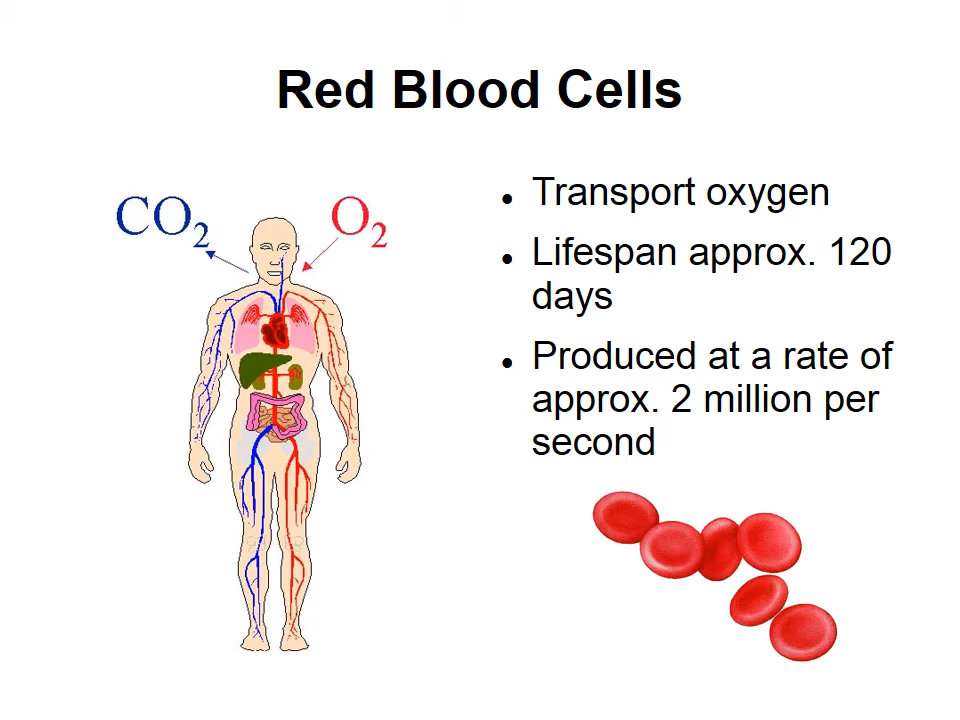 Red Blood Cells
CO₂
O₂
• Transport oxygen
• Lifespan approx. 120
days
• Produced at a rate of
approx. 2 million per
second